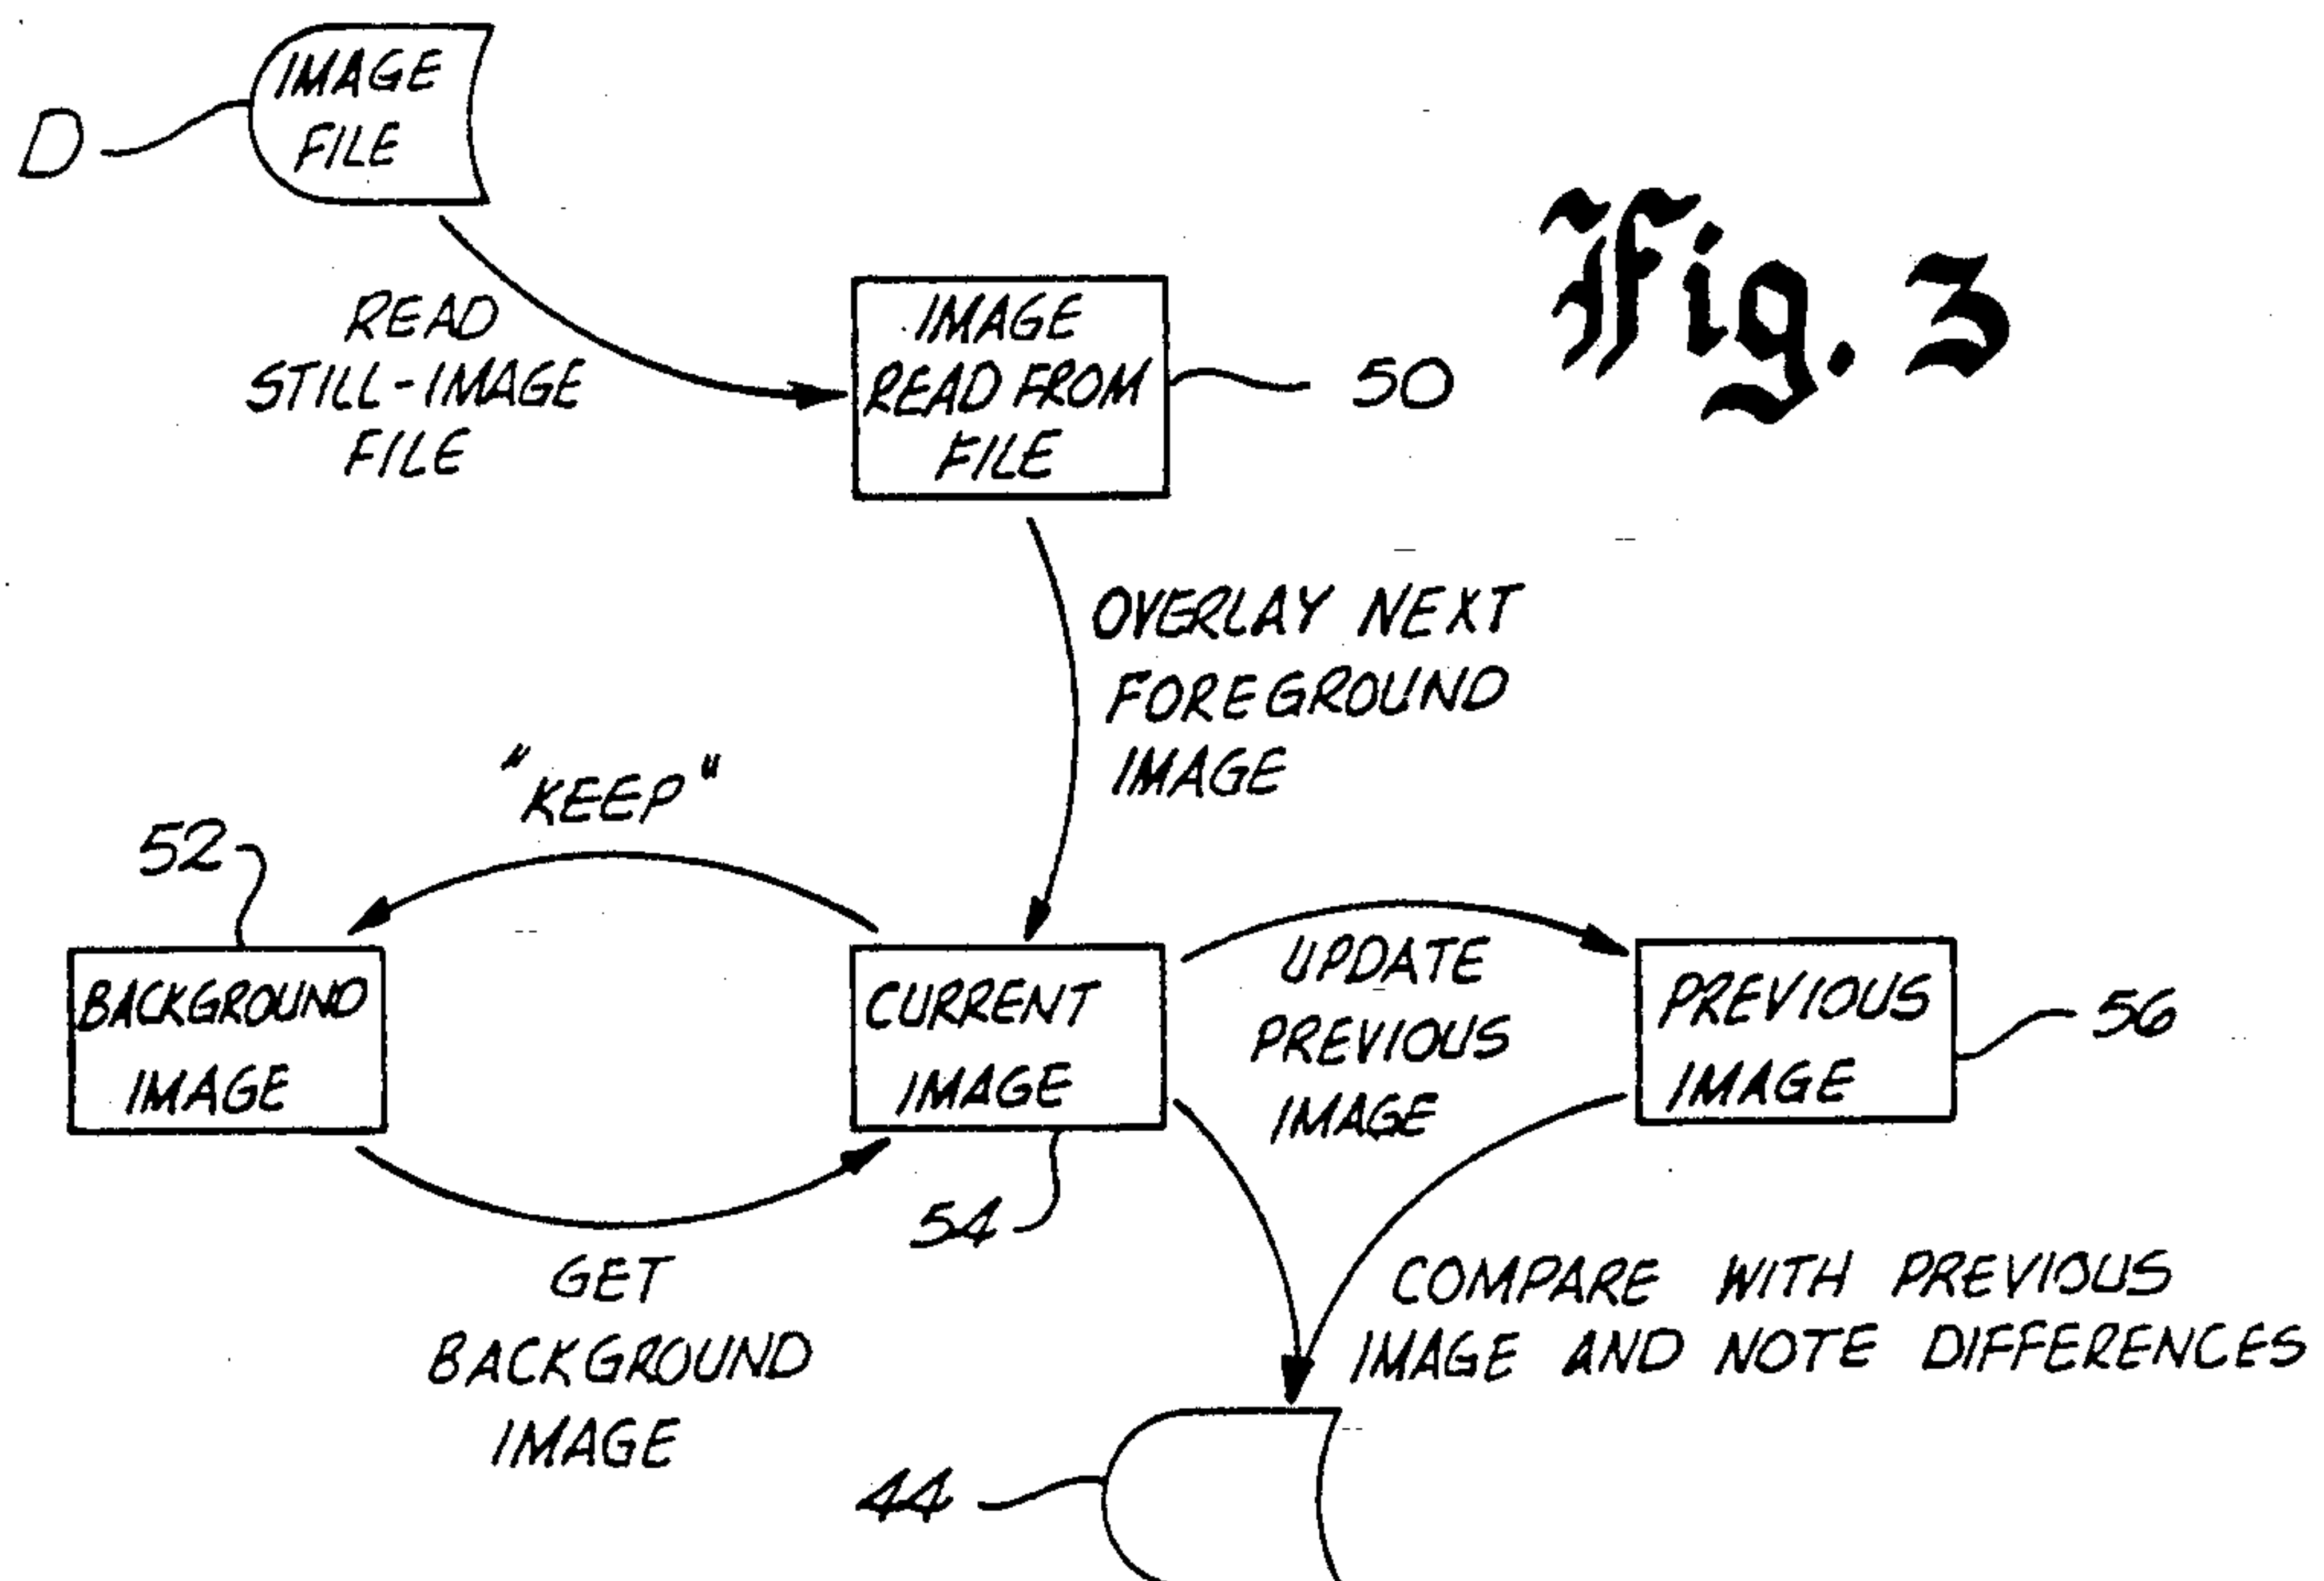 IMAGE
FILE
D
Fig. 3
READ
STILL-IMAGE
FILE
IMAGE
READ FROM
FILE
50
OVERLAY NEXT
FOREGROUND
IMAGE
"KEEP"
52
BACKGROUND
IMAGE
CURRENT
IMAGE
54
UPDATE
PREVIOUS
IMAGE
PREVIOUS
IMAGE
56
GET
BACKGROUND
IMAGE
COMPARE WITH PREVIOUS
IMAGE AND NOTE DIFFERENCES
44